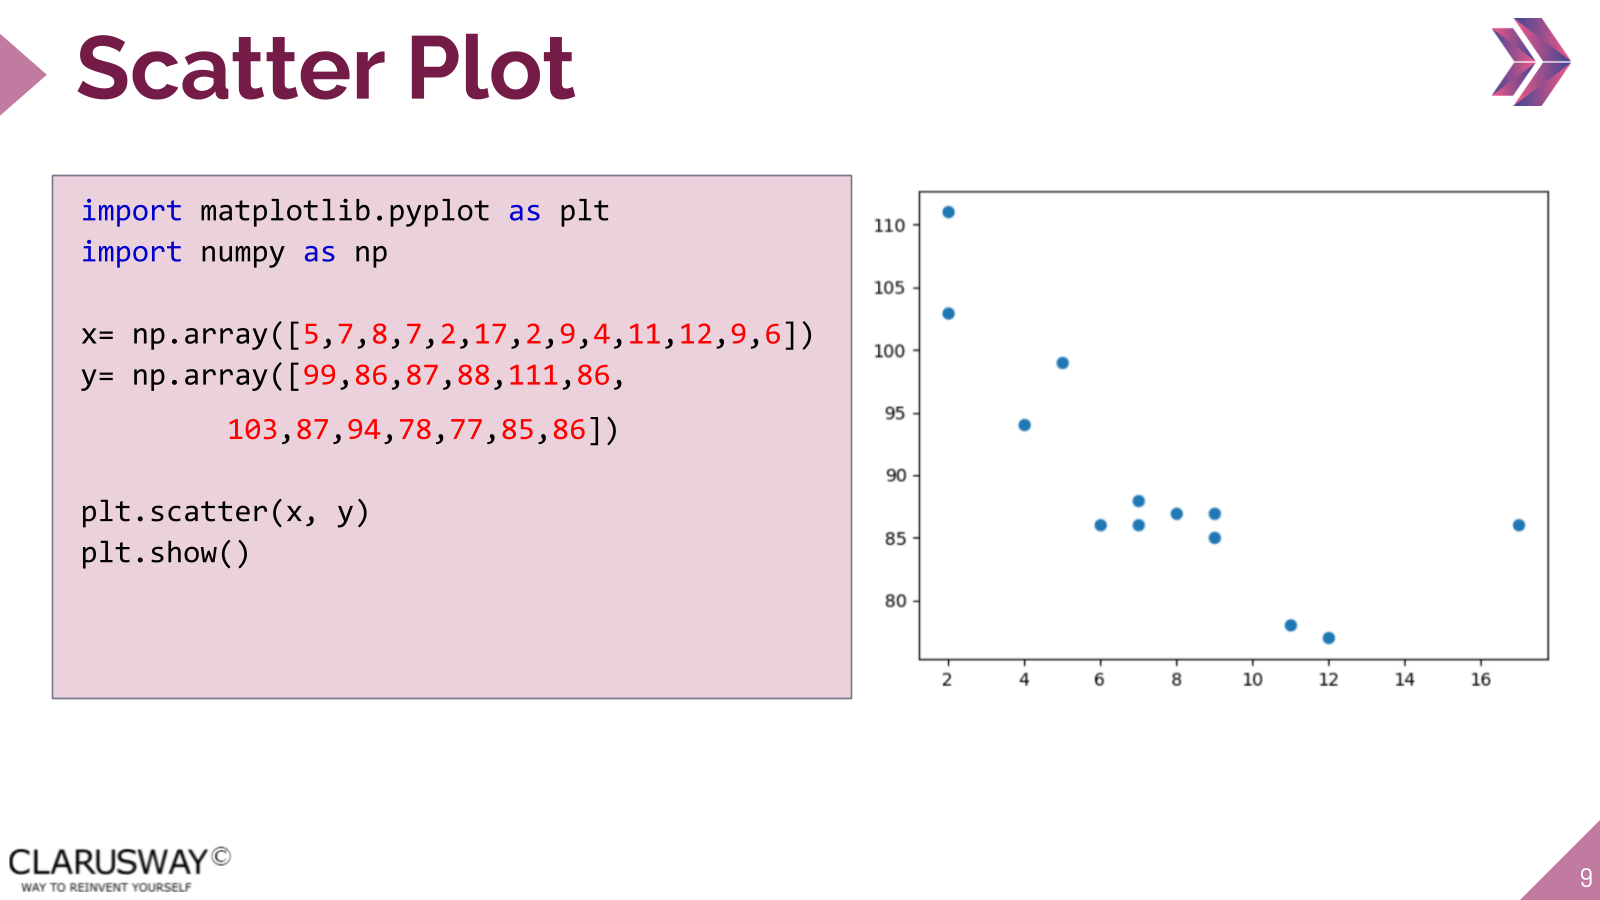 Scatter Plot
import matplotlib.pyplot as plt
import numpy as np
x= np.array([5,7,8,7,2,17,2,9,4,11,12,9,6])
y= np.array([99,86,87,88,111,86,
103,87,94,78,77,85,86])
plt.scatter(x, y)
plt.show()
110
105
100
95
90
85
80
2 4 6 8 10 12 14 16
CLARUSWAY©
WAY TO REINVENT YOURSELF
9